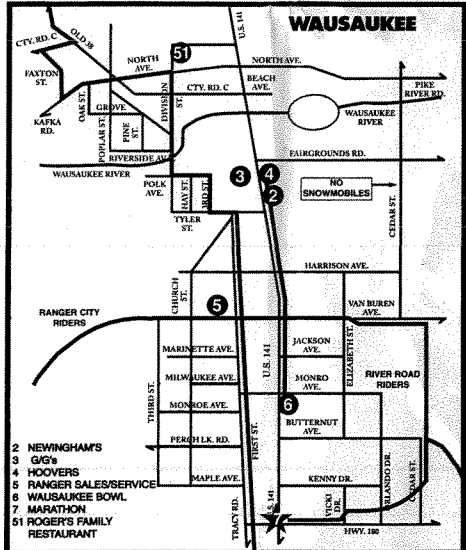 WAUSAUKEE
U.S. 141
CTY. RD. C
OLD 38
51
NORTH AVE.
NORTH AVE.
FAXTON ST.
BEACH AVE.
CTY. RD. C
PIKE RIVER RD.
OAK ST.
DIVISION ST.
GROVE
KAFKA RD.
POPLAR ST.
PINE ST.
WAUSAUKEE RIVER
RIVERSIDE AV.
FAIRGROUNDS RD.
WAUSAUKEE RIVER
3
4
2
POLK AVE.
HAY ST.
3RD ST.
NO SNOWMOBILES
CEDAR ST.
TYLER ST.
HARRISON AVE.
CHURCH ST.
5
VAN BUREN AVE.
RANGER CITY RIDERS
MARINETTE AVE.
U.S. 141
JACKSON AVE.
ELIZABETH ST.
MILWAUKEE AVE.
MONRO AVE.
RIVER ROAD RIDERS
THIRD ST.
MONROE AVE.
6
BUTTERNUT AVE.
PERCH LK. RD.
FIRST ST.
MAPLE AVE.
KENNY DR.
ORLANDO DR.
CEDAR ST.
VICKI DR.
TRACY RD.
U.S. 141
7
HWY. 180
2 NEWINGHAM'S
3 G/G's
4 HOOVERS
5 RANGER SALES/SERVICE
6 WAUSAUKEE BOWL
7 MARATHON
51 ROGER'S FAMILY
RESTAURANT